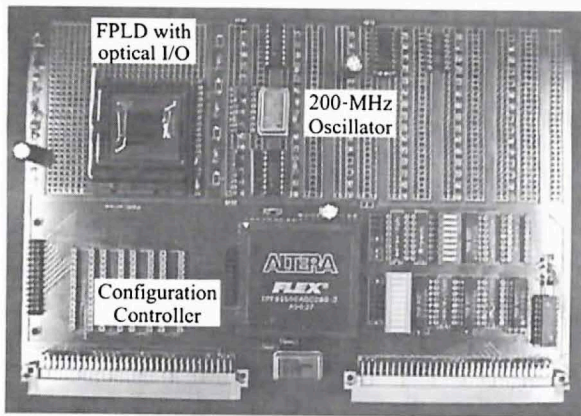 FPLD with
optical I/O
200-MHz
Oscillator
ALTERA
FLEX
Configuration
Controller